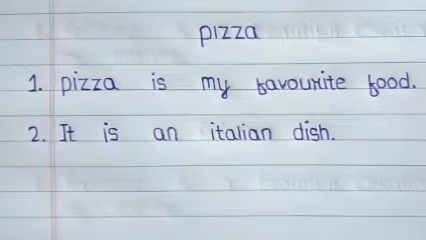 pizza
1. pizza is my favourite food.
2. It is an italian dish.